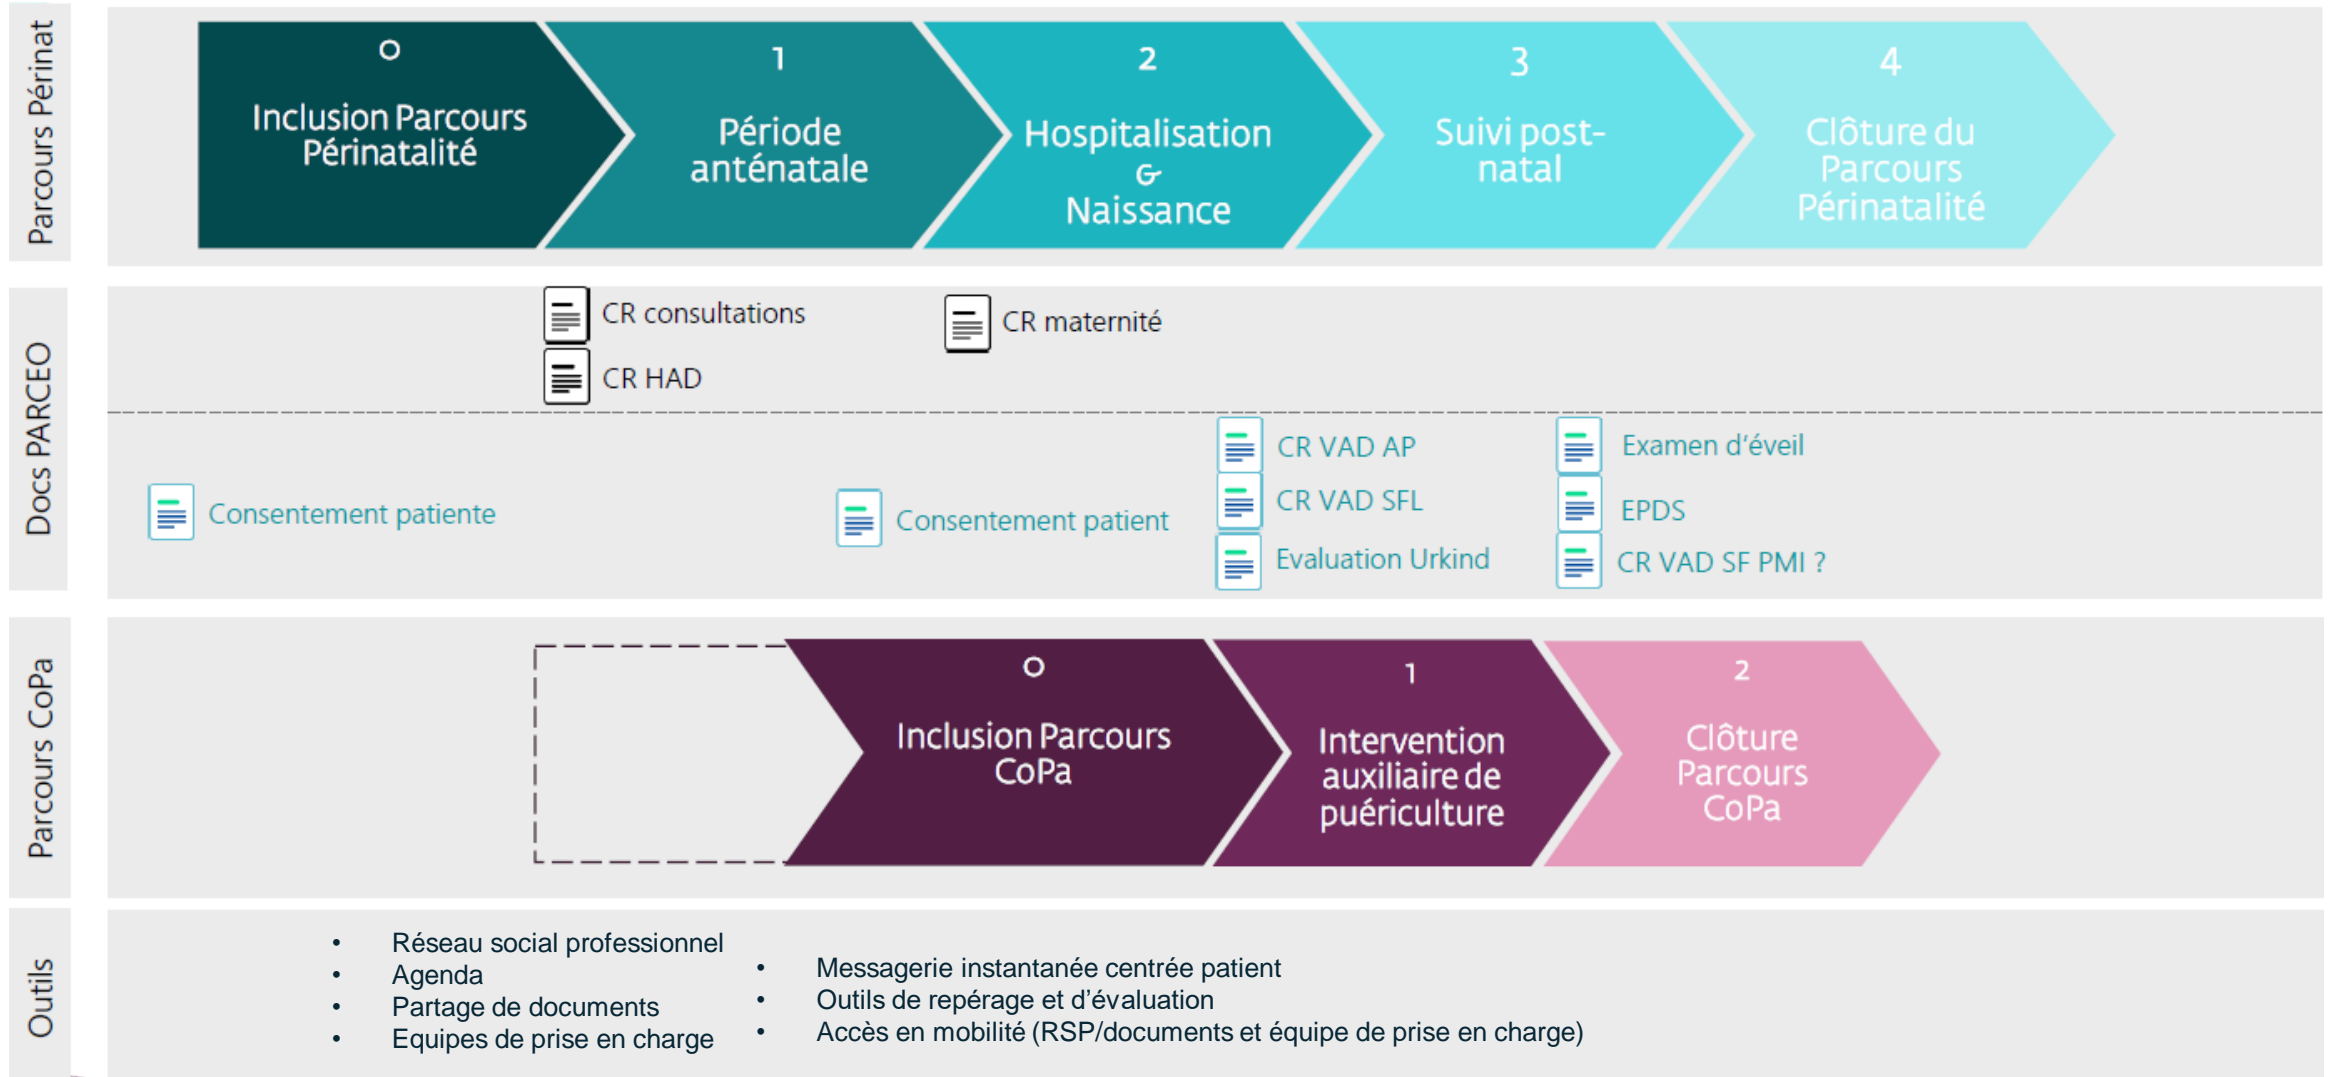 Parcours Périnat
0
Inclusion Parcours
Périnatalité
1
Période
anténatale
2
Hospitalisation
&
Naissance
3
Suivi post-
natal
4
Clôture du
Parcours
Périnatalité
Docs PARCEO
CR consultations
CR HAD
CR maternité
Consentement patiente
Consentement patient
CR VAD AP
CR VAD SFL
Evaluation Urkind
Examen d'éveil
EPDS
CR VAD SF PMI ?
Parcours CoPa
0
Inclusion Parcours
CoPa
1
Intervention
auxiliaire de
puériculture
2
Clôture
Parcours
CoPa
Outils
• Réseau social professionnel
• Agenda
• Partage de documents
• Equipes de prise en charge
• Messagerie instantanée centrée patient
• Outils de repérage et d’évaluation
• Accès en mobilité (RSP/documents et équipe de prise en charge)